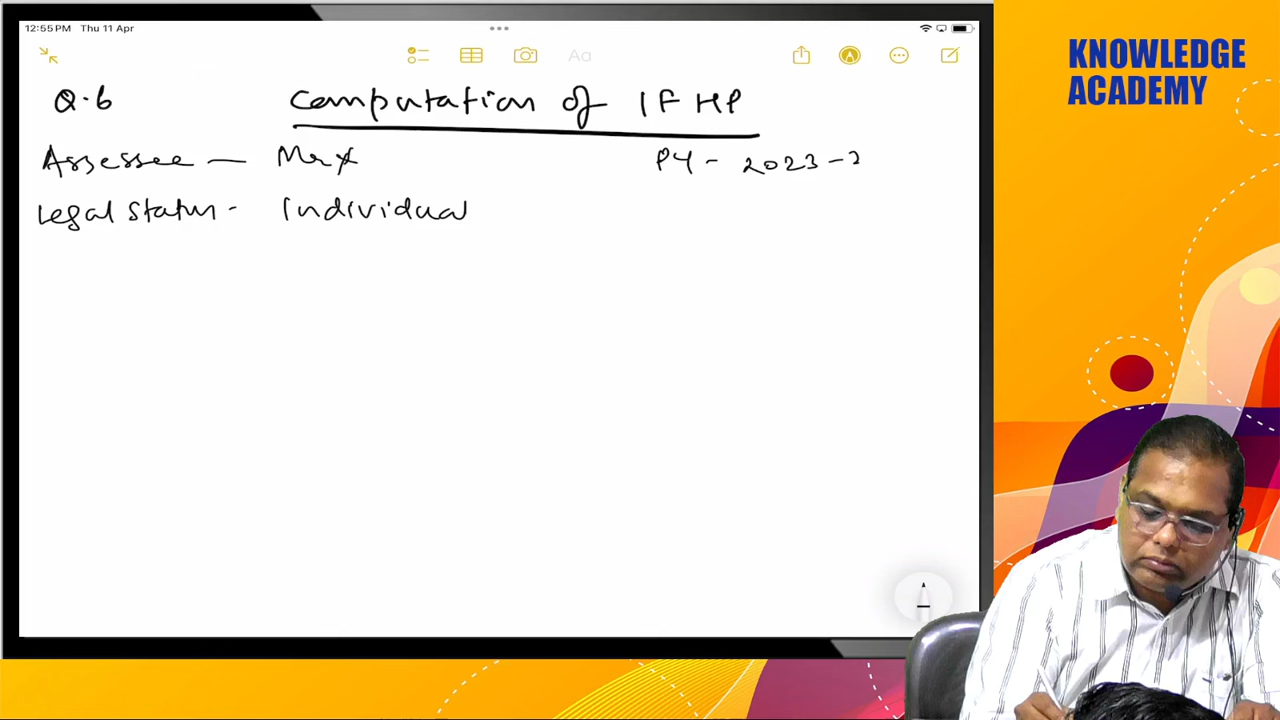 12:55 PM Thu 11 Apr
Aa
KNOWLEDGE
ACADEMY
Q.6 Computation of IFHP
Assessee — Mr X PY - 2023-2
Legal Status - Individual